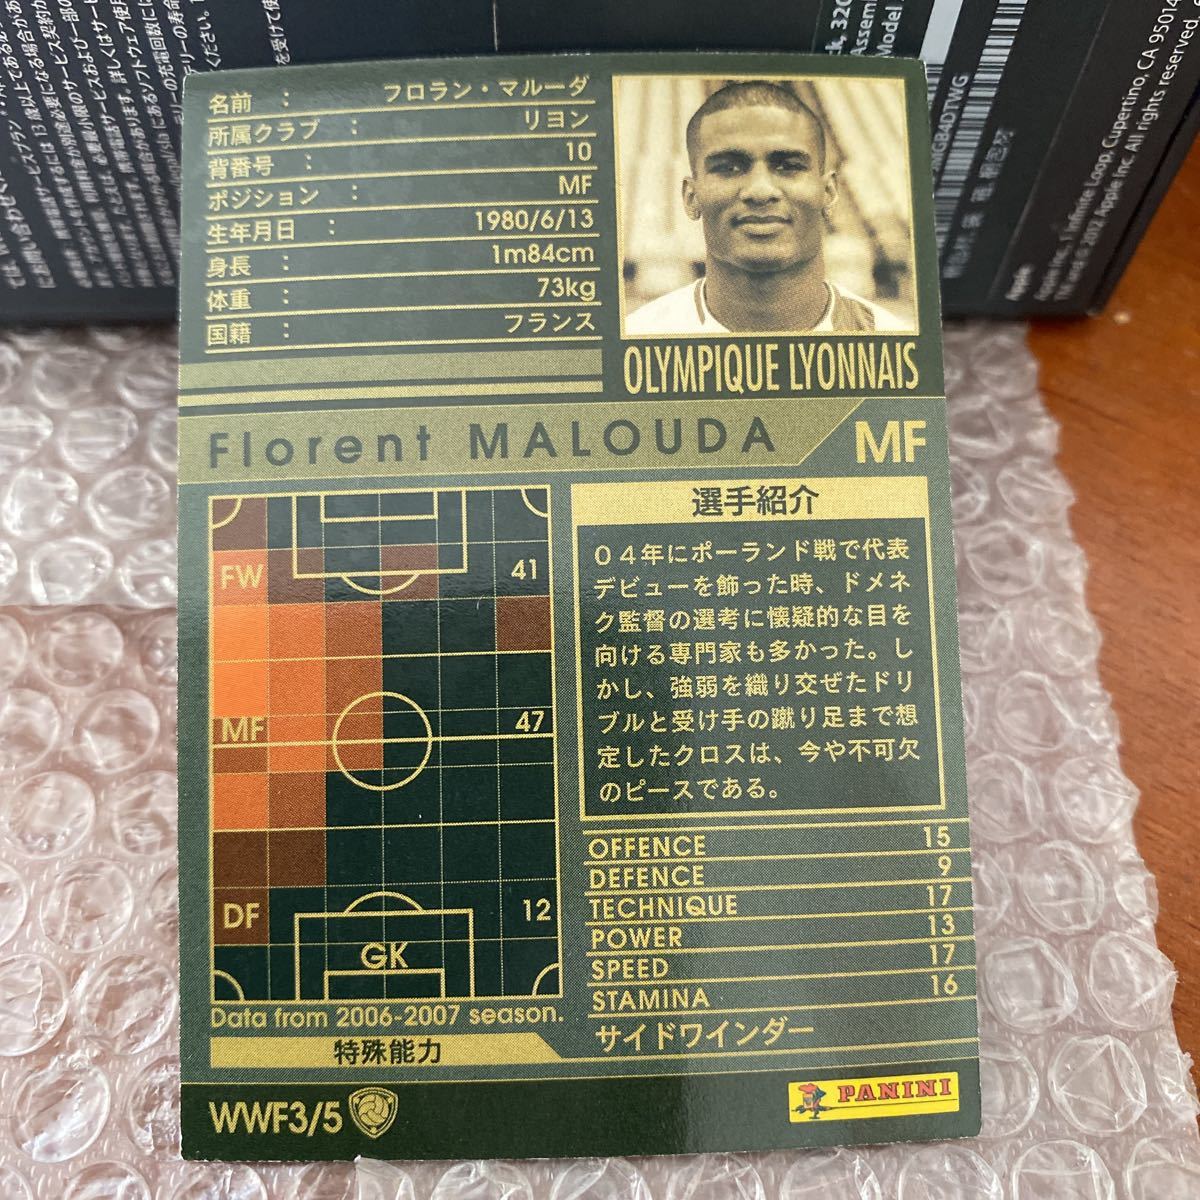 名前 : フロラン・マルーダ
所属クラブ : リヨン
背番号 : 10
ポジション : MF
生年月日 : 1980/6/13
身長 : 1m84cm
体重 : 73kg
国籍 : フランス
OLYMPIQUE LYONNAIS
Florent MALOUDA
MF
FW 41
MF 47
DF 12
GK
Data from 2006-2007 season.
選手紹介
04年にポーランド戦で代表
デビューを飾った時、ドメネ
ク監督の選考に懐疑的な目を
向ける専門家も多かった。し
かし、強弱を織り交ぜたドリ
ブルと受け手の蹴り足まで想
定したクロスは、今や不可欠
のピースである。
OFFENCE 15
DEFENCE 9
TECHNIQUE 17
POWER 13
SPEED 17
STAMINA 16
特殊能力
サイドワインダー
WWF3/5
PANINI
Apple
Apple Inc. 1 Infinite Loop, Cupertino, CA 95014